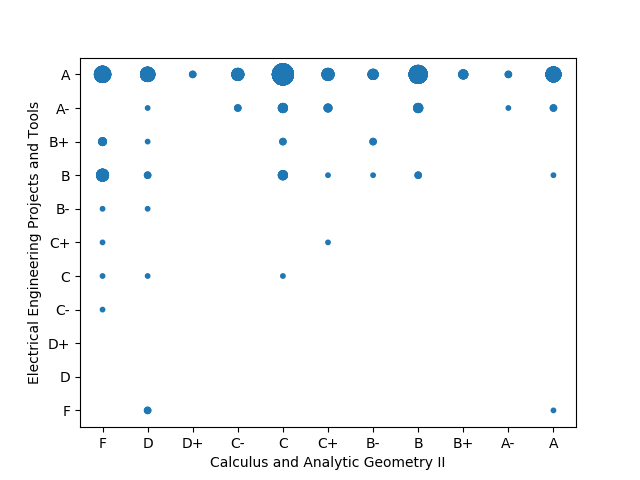 A
A-
B+
B
B-
C+
C
C-
D+
D
F
Electrical Engineering Projects and Tools
F D D+ C- C C+ B- B B+ A- A
Calculus and Analytic Geometry II